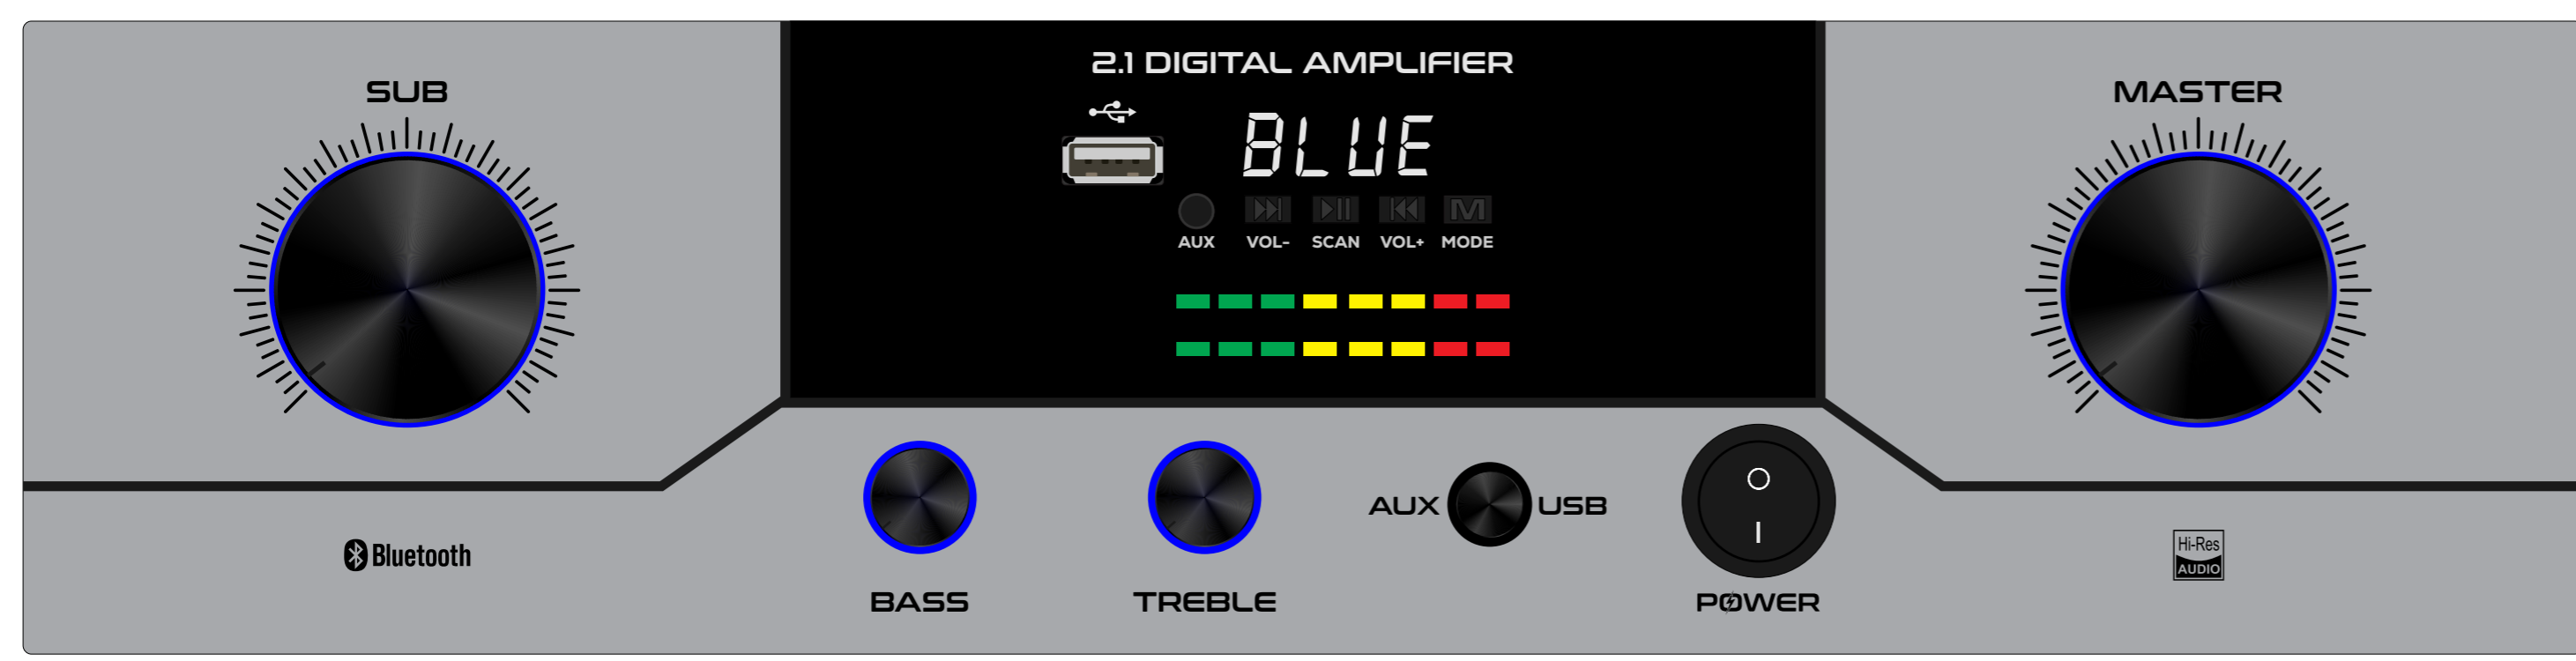 2.1 DIGITAL AMPLIFIER
SUB
MASTER
BLUE
M
AUX VOL- SCAN VOL+ MODE
AUX USB
Bluetooth
Hi-Res
AUDIO
BASS TREBLE POWER